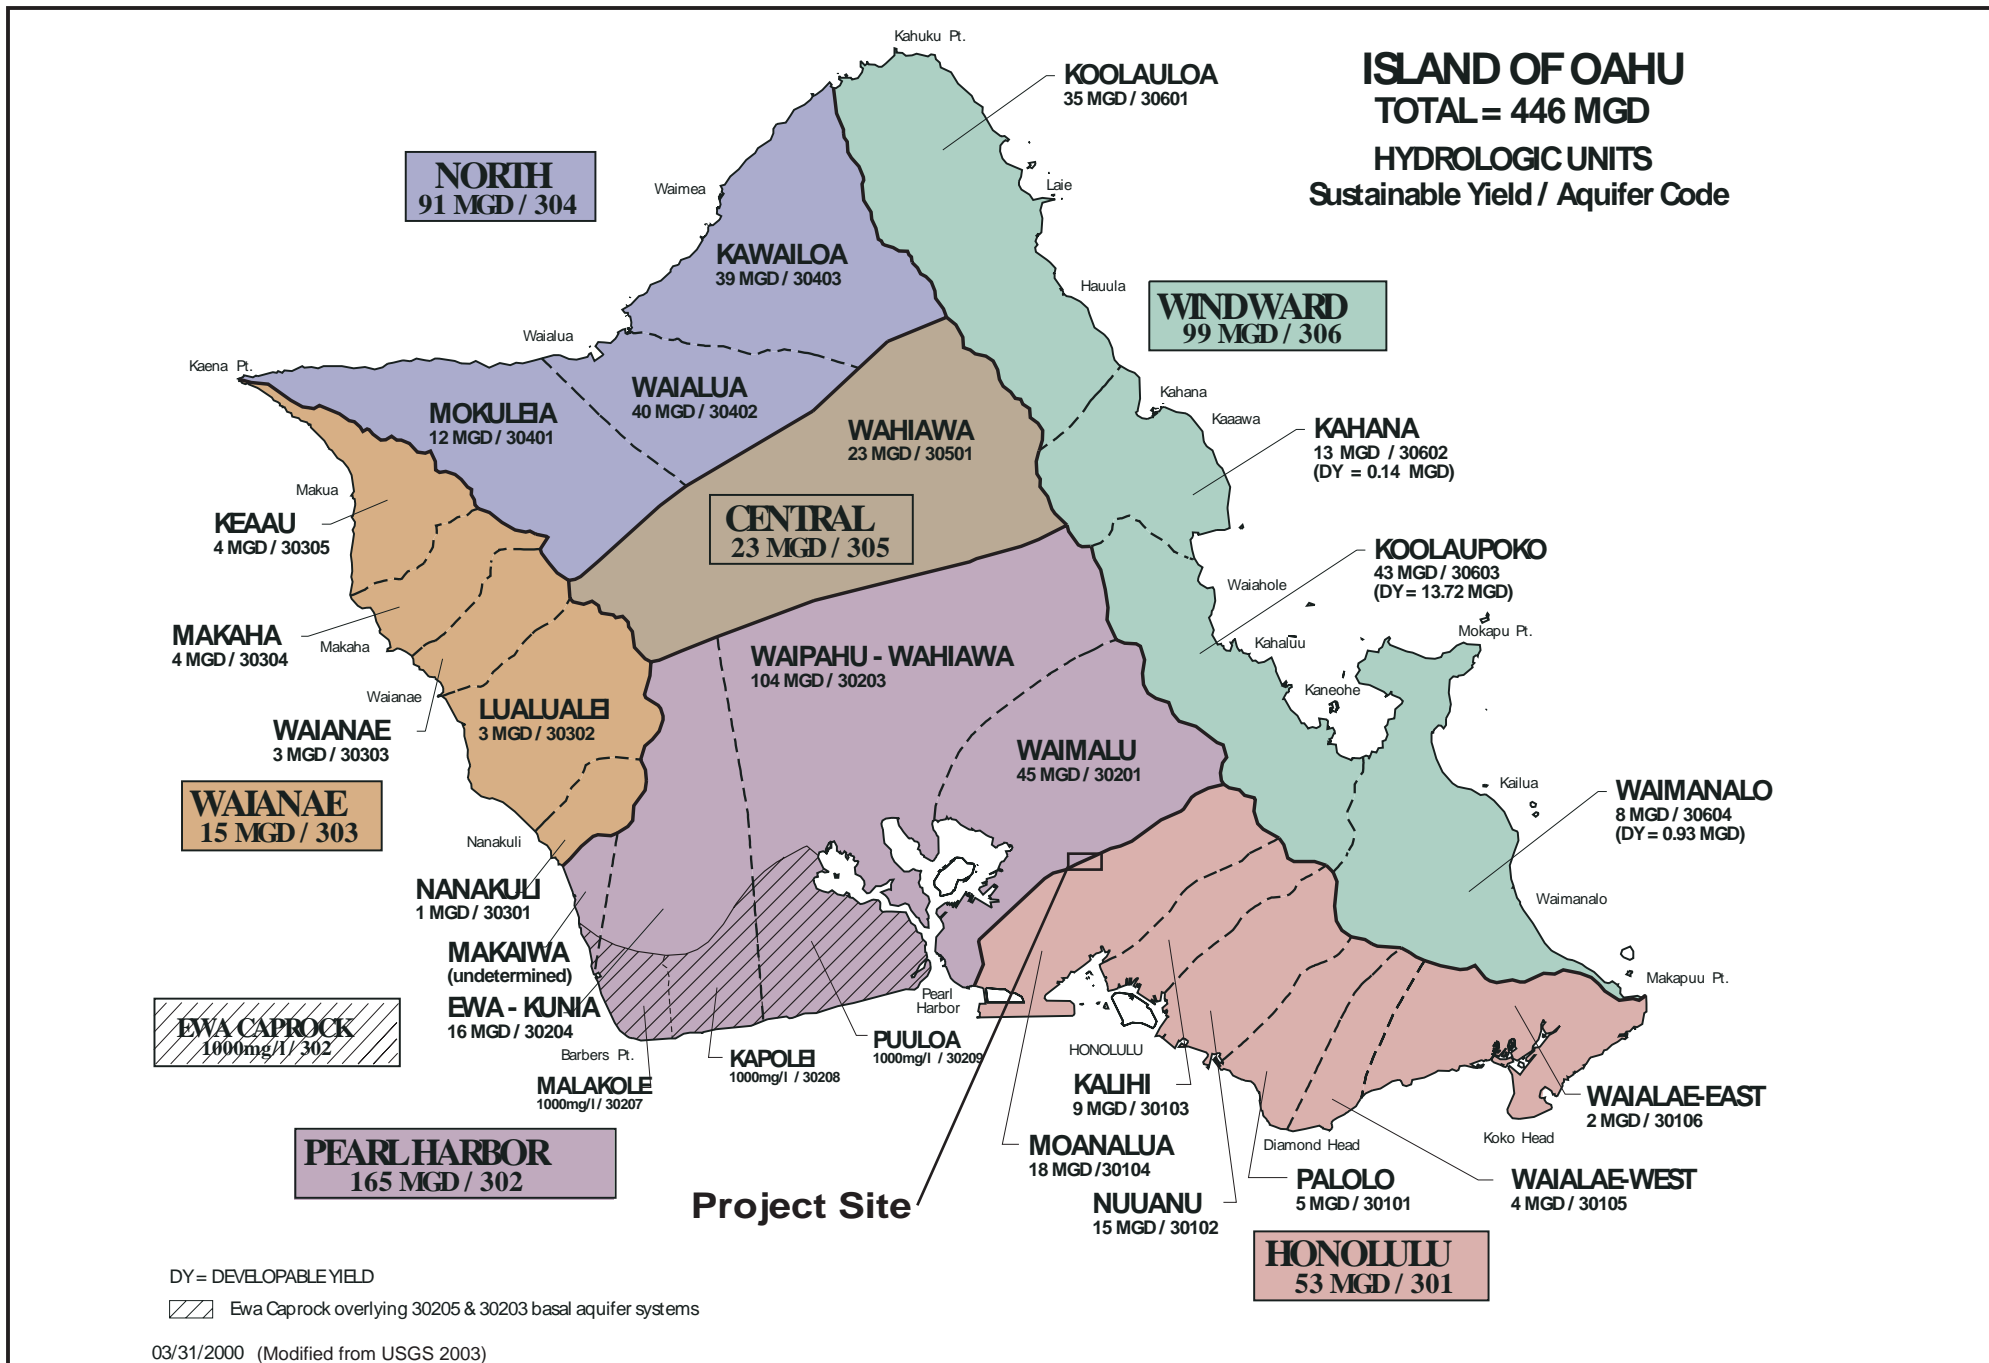 Kahuku Pt.
ISLAND OF OAHU
TOTAL = 446 MGD
HYDROLOGIC UNITS
Sustainable Yield / Aquifer Code
KOOLAULOA
35 MGD / 30601
NORTH
91 MGD / 304
Waimea
Laie
KAWAILOA
39 MGD / 30403
Hauula
WINDWARD
99 MGD / 306
Waialua
Kaena Pt.
WAIALUA
40 MGD / 30402
MOKULEIA
12 MGD / 30401
Kahana
Kaaawa
WAHIAWA
23 MGD / 30501
KAHANA
13 MGD / 30602
(DY = 0.14 MGD)
Makua
KEAAU
4 MGD / 30305
CENTRAL
23 MGD / 305
KOOLAUPOKO
43 MGD / 30603
(DY = 13.72 MGD)
Waiahole
MAKAHA
4 MGD / 30304
Makaha
Kahaluu
Mokapu Pt.
WAIPAHU - WAHIAWA
104 MGD / 30203
Waianae
Kaneohe
WAIANAE
3 MGD / 30303
LUALUALEI
3 MGD / 30302
WAIMALU
45 MGD / 30201
WAIANAE
15 MGD / 303
Kailua
WAIMANALO
8 MGD / 30604
(DY = 0.93 MGD)
Nanakuli
NANAKULI
1 MGD / 30301
Waimanalo
MAKAIWA
(undetermined)
Makapuu Pt.
EWA - KUNIA
16 MGD / 30204
Pearl
Harbor
EWA CAPROCK
1000mg/l / 302
Barbers Pt.
MALAKOLE
1000mg/l / 30207
KAPOLEI
1000mg/l / 30208
PUULOA
1000mg/l / 30209
HONOLULU
KALIHI
9 MGD / 30103
WAIALAE-EAST
2 MGD / 30106
Diamond Head
Koko Head
PEARL HARBOR
165 MGD / 302
MOANALUA
18 MGD /30104
PALOLO
5 MGD / 30101
WAIALAE-WEST
4 MGD / 30105
Project Site
NUUANU
15 MGD / 30102
HONOLULU
53 MGD / 301
DY = DEVELOPABLE YIELD
Ewa Caprock overlying 30205 & 30203 basal aquifer systems
03/31/2000 (Modified from USGS 2003)